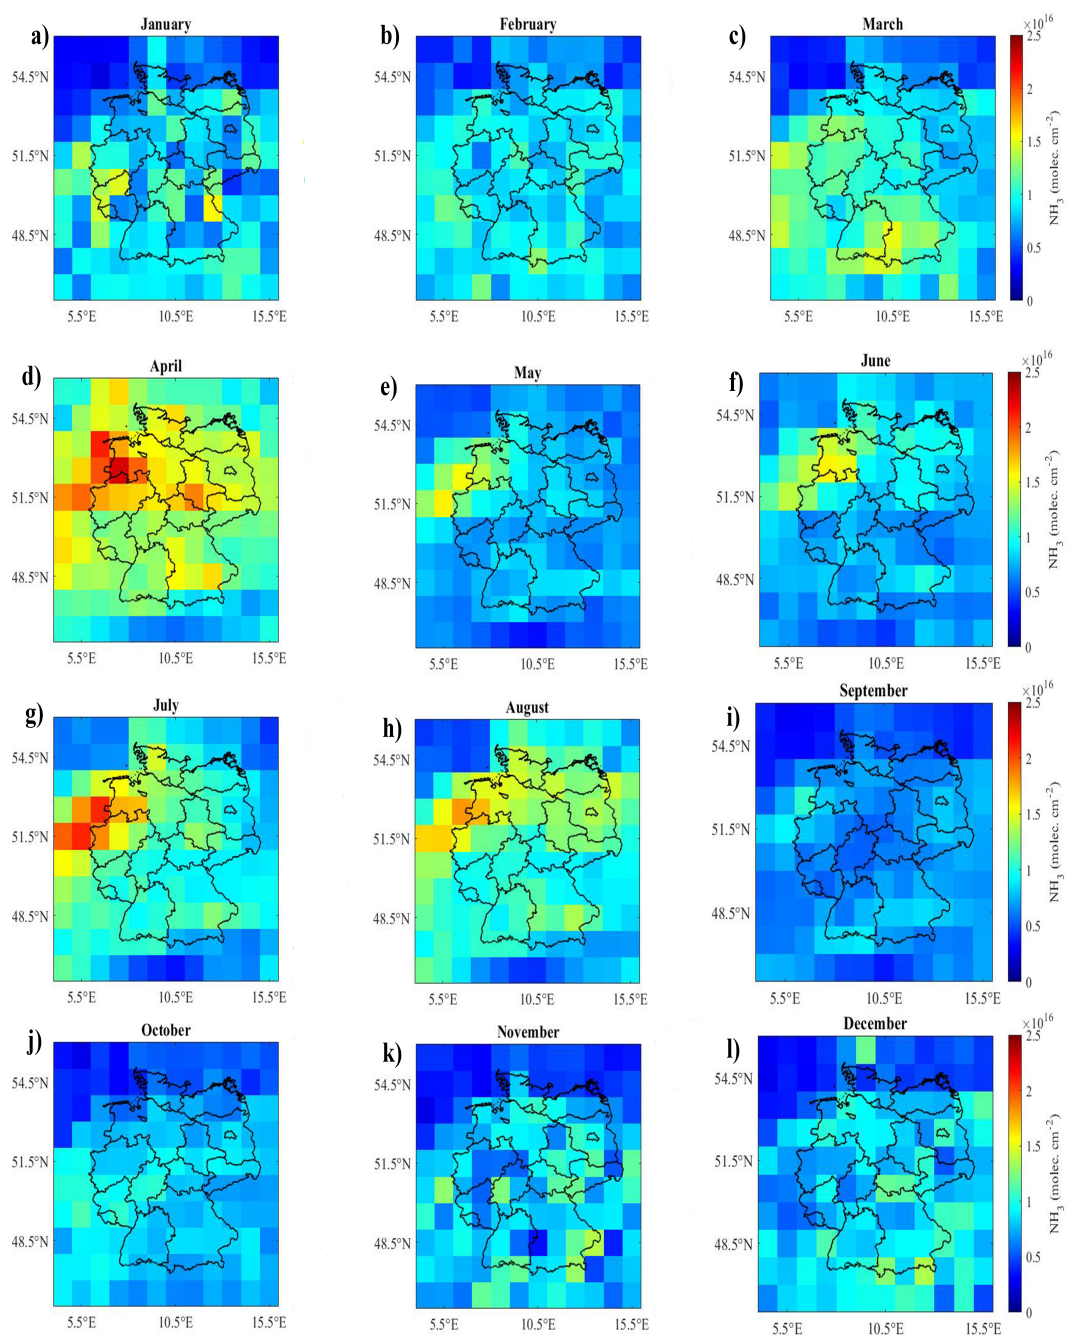 a)
January
54.5°N
51.5°N
48.5°N
5.5°E 10.5°E 15.5°E
b)
February
54.5°N
51.5°N
48.5°N
5.5°E 10.5°E 15.5°E
c)
March
54.5°N
51.5°N
48.5°N
5.5°E 10.5°E 15.5°E
×10¹⁶
2.5
2
1.5
1
0.5
0
NH₃ (molec. cm⁻²)
d)
April
54.5°N
51.5°N
48.5°N
5.5°E 10.5°E 15.5°E
e)
May
54.5°N
51.5°N
48.5°N
5.5°E 10.5°E 15.5°E
f)
June
54.5°N
51.5°N
48.5°N
5.5°E 10.5°E 15.5°E
×10¹⁶
2.5
2
1.5
1
0.5
0
NH₃ (molec. cm⁻²)
g)
July
54.5°N
51.5°N
48.5°N
5.5°E 10.5°E 15.5°E
h)
August
54.5°N
51.5°N
48.5°N
5.5°E 10.5°E 15.5°E
i)
September
54.5°N
51.5°N
48.5°N
5.5°E 10.5°E 15.5°E
×10¹⁶
2.5
2
1.5
1
0.5
0
NH₃ (molec. cm⁻²)
j)
October
54.5°N
51.5°N
48.5°N
5.5°E 10.5°E 15.5°E
k)
November
54.5°N
51.5°N
48.5°N
5.5°E 10.5°E 15.5°E
l)
December
54.5°N
51.5°N
48.5°N
5.5°E 10.5°E 15.5°E
×10¹⁶
2.5
2
1.5
1
0.5
0
NH₃ (molec. cm⁻²)